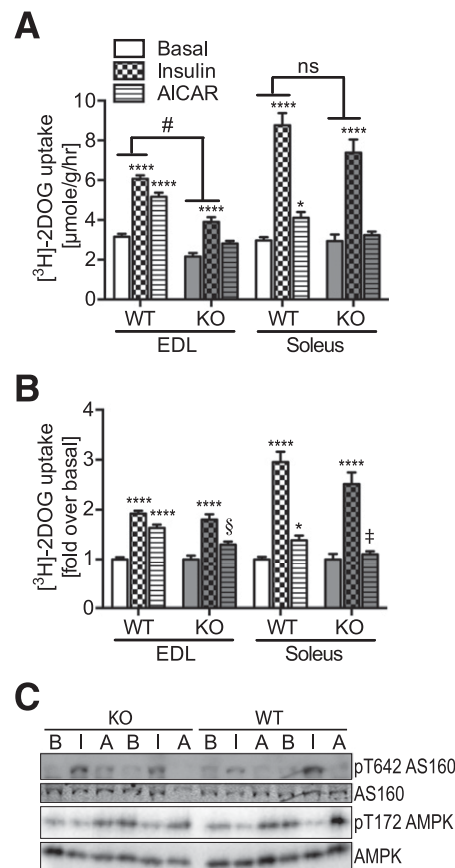 A
Basal
Insulin
AICAR
ns
#
**** **** **** **** * ****
[³H]-2DOG uptake
[µmole/g/hr]
10
8
6
4
2
0
WT KO WT KO
EDL Soleus
B
[³H]-2DOG uptake
[fold over basal]
4
3
2
1
0
**** **** **** § **** * **** ‡
WT KO WT KO
EDL Soleus
C
KO WT
B I A B I A B I A B I A
pT642 AS160
AS160
pT172 AMPK
AMPK